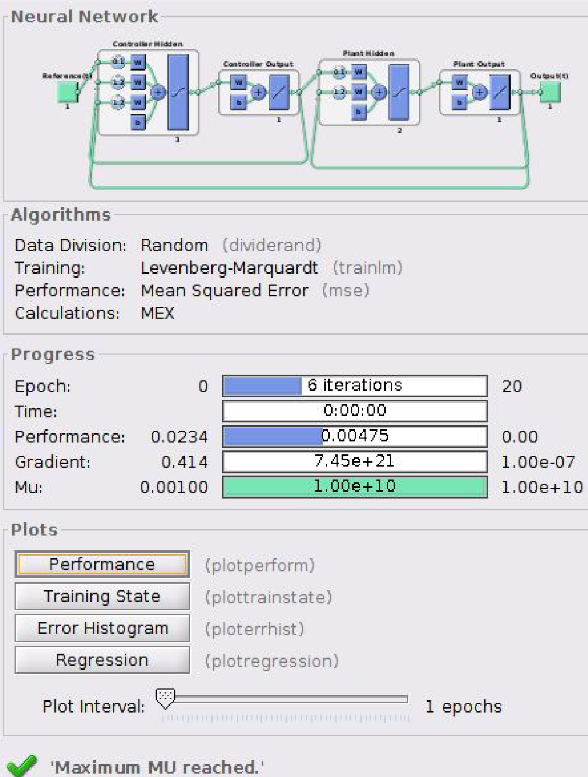 Neural Network
Controller Hidden
Controller Output
Plant Hidden
Plant Output
Reference(t)
Output(t)
0:1
W
1:2
W
1:2
W
b
W
b
0:1
W
1:2
W
b
W
b
1
3
1
2
1
1
Algorithms
Data Division: Random (dividerand)
Training: Levenberg-Marquardt (trainlm)
Performance: Mean Squared Error (mse)
Calculations: MEX
Progress
Epoch: 0 6 iterations 20
Time: 0:00:00
Performance: 0.0234 0.00475 0.00
Gradient: 0.414 7.45e+21 1.00e-07
Mu: 0.00100 1.00e+10 1.00e+10
Plots
Performance (plotperform)
Training State (plottrainstate)
Error Histogram (ploterrhist)
Regression (plotregression)
Plot Interval: 1 epochs
'Maximum MU reached.'